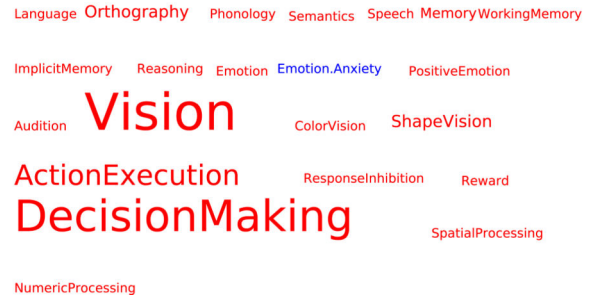 Language Orthography Phonology Semantics Speech Memory WorkingMemory
ImplicitMemory Reasoning Emotion Emotion.Anxiety PositiveEmotion
Audition Vision ColorVision ShapeVision
ActionExecution ResponseInhibition Reward
DecisionMaking SpatialProcessing
NumericProcessing